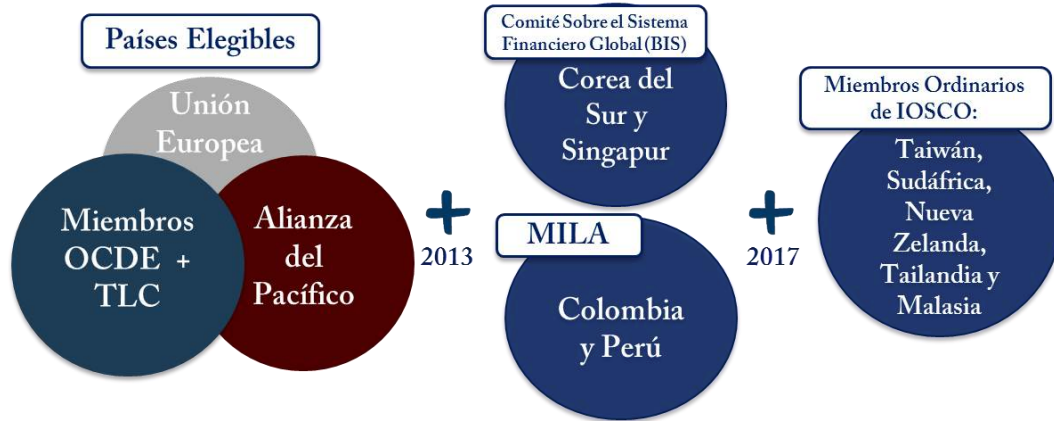 Países Elegibles
Unión
Europea
Miembros
OCDE +
TLC
Alianza
del
Pacífico
+
2013
Comité Sobre el Sistema
Financiero Global (BIS)
Corea del
Sur y
Singapur
MILA
Colombia
y Perú
+
2017
Miembros Ordinarios
de IOSCO:
Taiwán,
Sudáfrica,
Nueva
Zelanda,
Tailandia y
Malasia